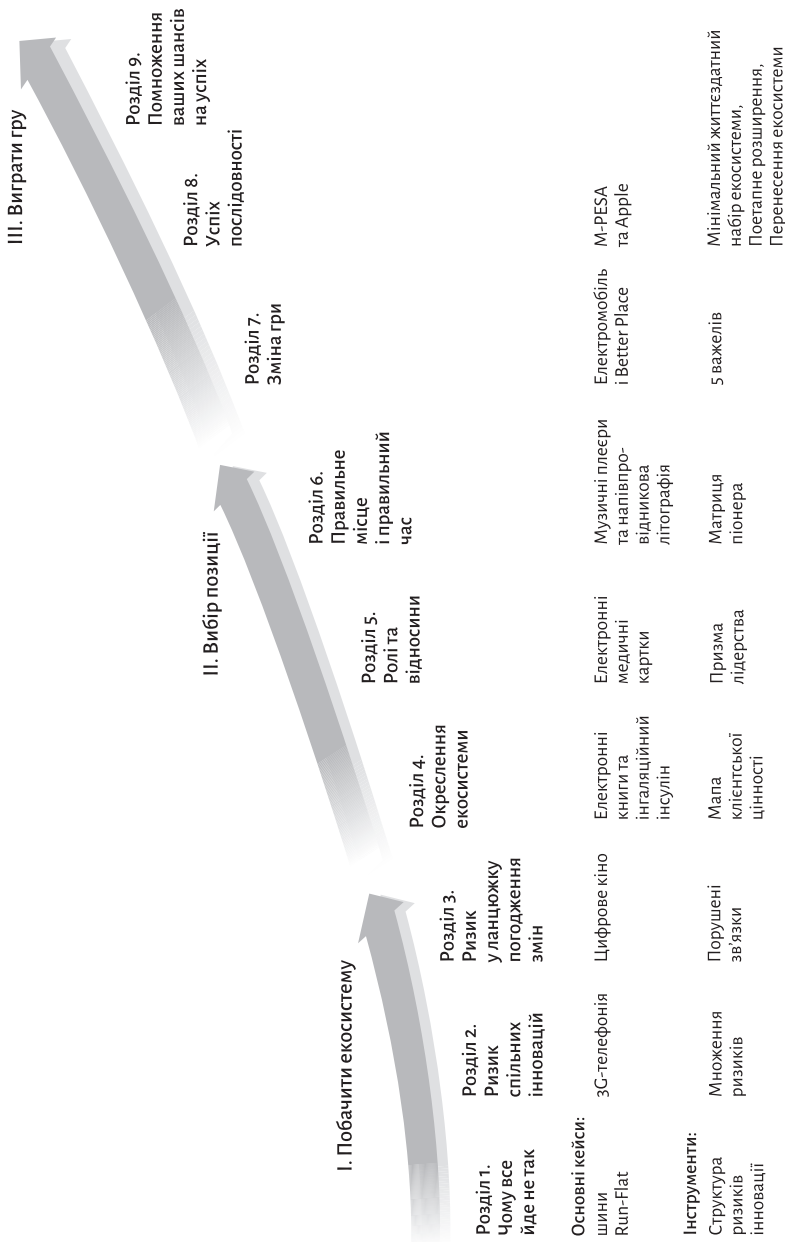 I. Побачити екосистему
II. Вибір позиції
III. Виграти гру
Розділ 1.
Чому все
йде не так
Розділ 2.
Ризик
спільних
інновацій
Розділ 3.
Ризик
у ланцюжку
погодження
змін
Розділ 4.
Окреслення
екосистеми
Розділ 5.
Ролі та
відносини
Розділ 6.
Правильне
місце
і правильний
час
Розділ 7.
Зміна гри
Розділ 8.
Успіх
послідовності
Розділ 9.
Помноження
ваших шансів
на успіх
Основні кейси:
шини
Run-Flat
3G-телефонія
Цифрове кіно
Електронні
книги та
інгаляційний
інсулін
Електронні
медичні
картки
Музичні плеєри
та напівпро-
відникова
літографія
Електромобіль
і Better Place
M-PESA
та Apple
Інструменти:
Структура
ризиків
інновації
Множення
ризиків
Порушені
зв'язки
Мапа
клієнтської
цінності
Призма
лідерства
Матриця
піонера
5 важелів
Мінімальний життєздатний
набір екосистеми,
Поетапне розширення,
Перенесення екосистеми